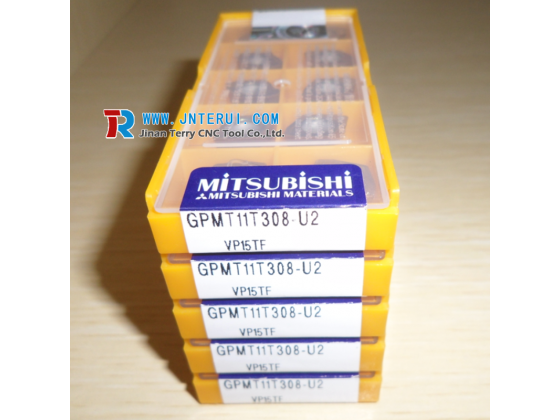 WWW.JNTERUI.COM
Jinan Terry CNC Tool Co.,Ltd.
MITSUBISHI
MITSUBISHI MATERIALS
GPMT11T308-U2
VP15TF
GPMT11T308-U2
VP15TF
GPMT11T308-U2
VP15TF
GPMT11T308-U2
VP15TF
GPMT11T308-U2